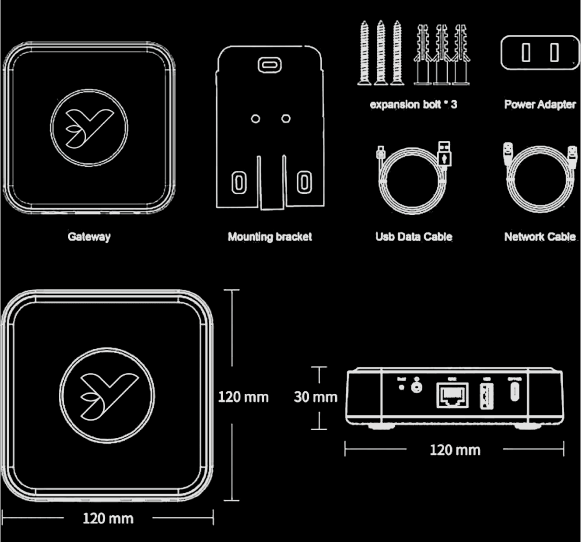 expansion bolt * 3
Power Adapter
Gateway
Mounting bracket
Usb Data Cable
Network Cable
120 mm
30 mm
120 mm
120 mm